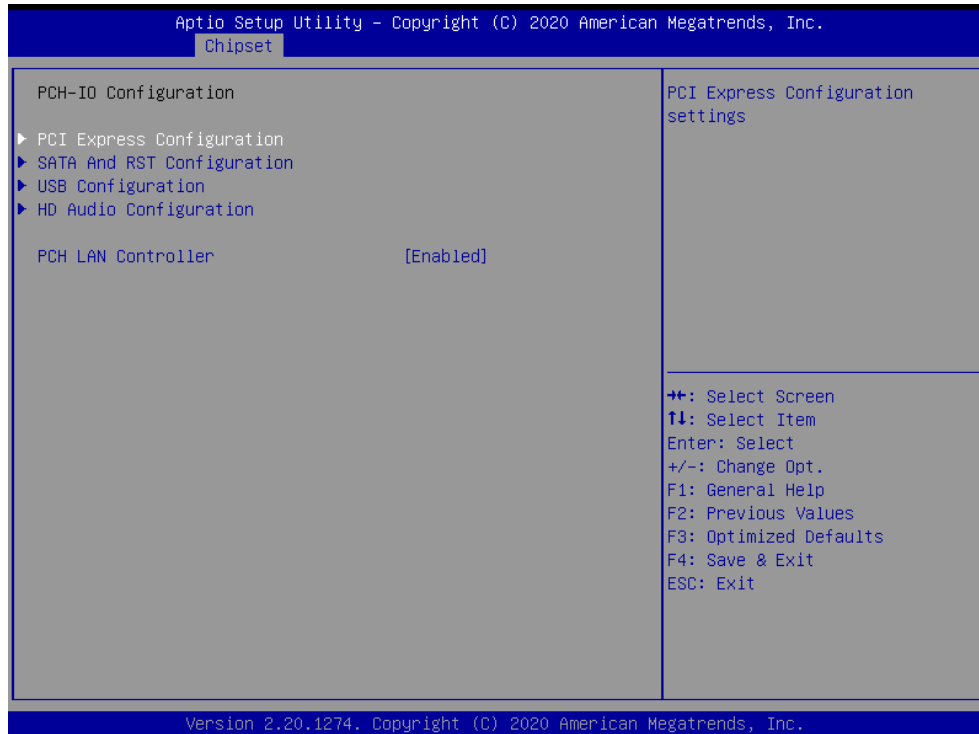 Aptio Setup Utility – Copyright (C) 2020 American Megatrends, Inc.
Chipset
PCH-IO Configuration
▶ PCI Express Configuration
▶ SATA And RST Configuration
▶ USB Configuration
▶ HD Audio Configuration
PCH LAN Controller [Enabled]
PCI Express Configuration
settings
→←: Select Screen
↑↓: Select Item
Enter: Select
+/-: Change Opt.
F1: General Help
F2: Previous Values
F3: Optimized Defaults
F4: Save & Exit
ESC: Exit
Version 2.20.1274. Copyright (C) 2020 American Megatrends, Inc.